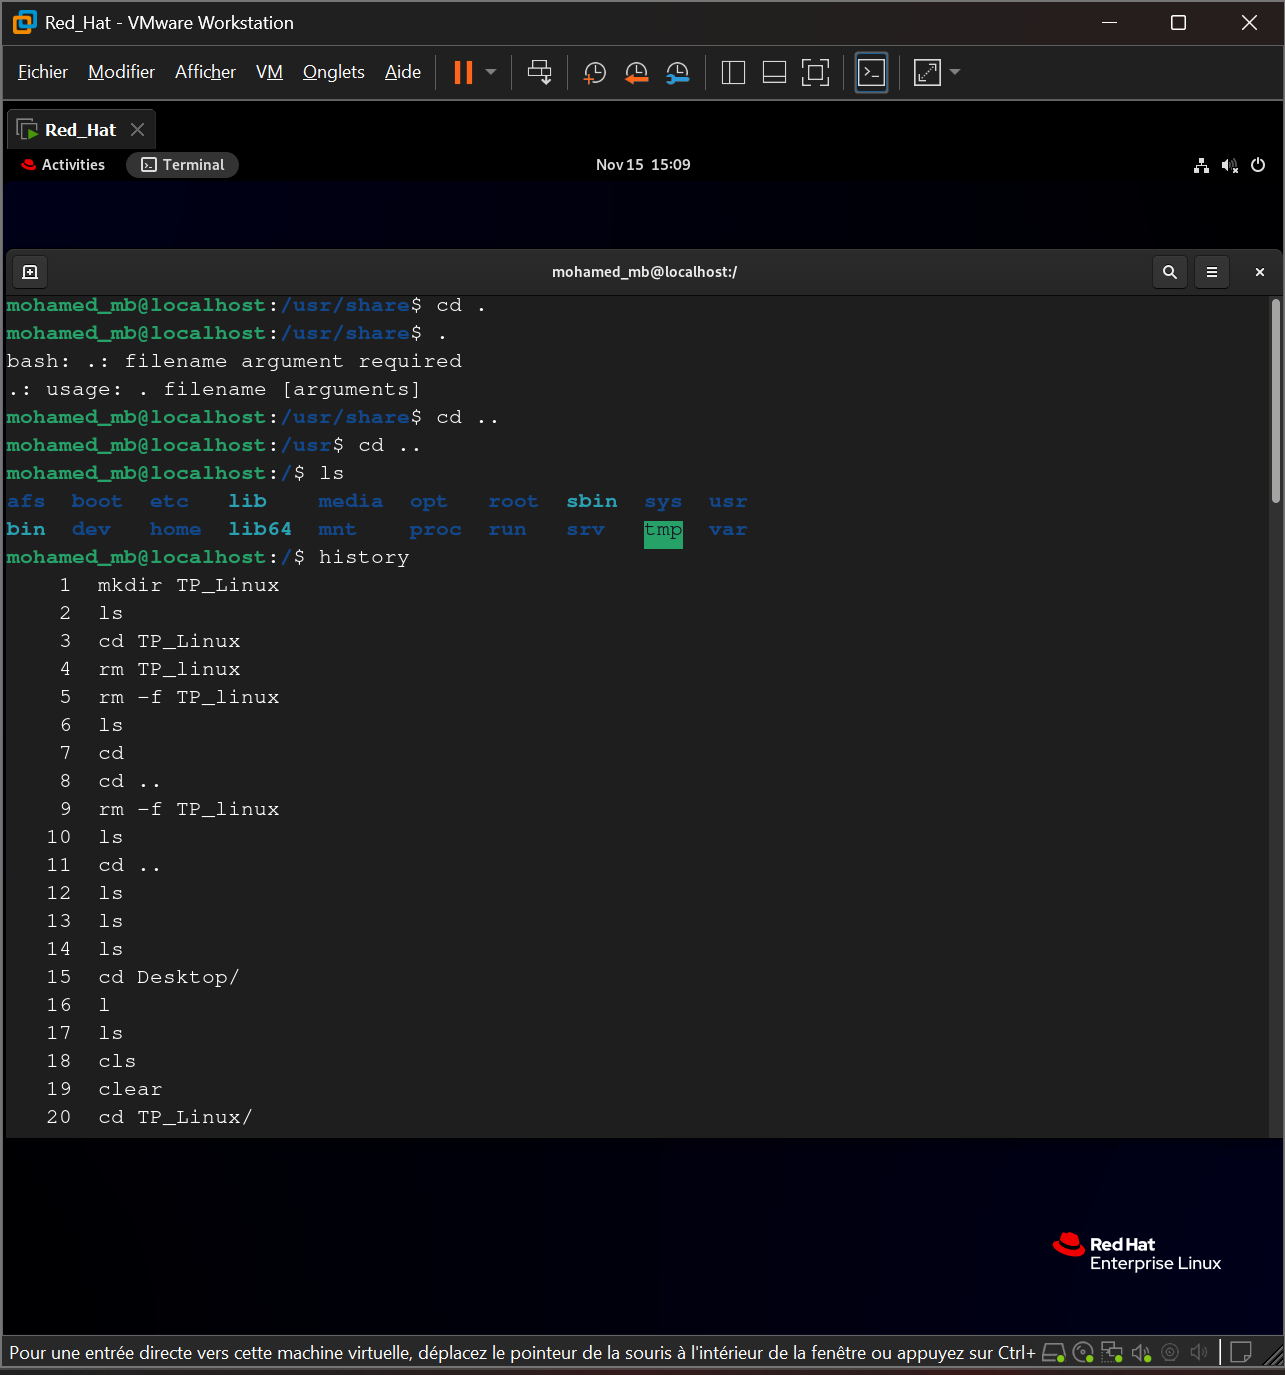 Red_Hat - VMware Workstation
Fichier Modifier Afficher VM Onglets Aide
Red_Hat
Activities Terminal Nov 15 15:09
mohamed_mb@localhost:/
mohamed_mb@localhost:/usr/share$ cd .
mohamed_mb@localhost:/usr/share$ .
bash: .: filename argument required
.: usage: . filename [arguments]
mohamed_mb@localhost:/usr/share$ cd ..
mohamed_mb@localhost:/usr$ cd ..
mohamed_mb@localhost:/$ ls
afs boot etc lib media opt root sbin sys usr
bin dev home lib64 mnt proc run srv tmp var
mohamed_mb@localhost:/$ history
1 mkdir TP_Linux
2 ls
3 cd TP_Linux
4 rm TP_linux
5 rm -f TP_linux
6 ls
7 cd
8 cd ..
9 rm -f TP_linux
10 ls
11 cd ..
12 ls
13 ls
14 ls
15 cd Desktop/
16 l
17 ls
18 cls
19 clear
20 cd TP_Linux/
Red Hat
Enterprise Linux
Pour une entrée directe vers cette machine virtuelle, déplacez le pointeur de la souris à l'intérieur de la fenêtre ou appuyez sur Ctrl+